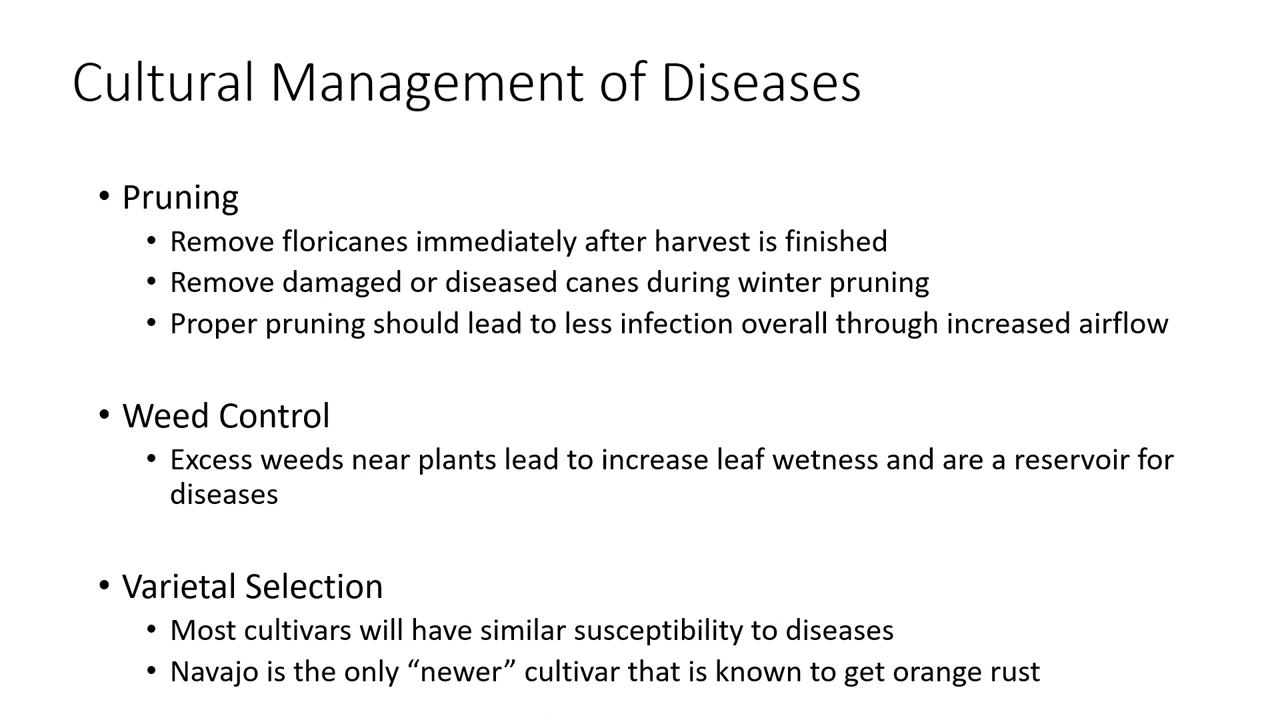 Cultural Management of Diseases
• Pruning
• Remove floricanes immediately after harvest is finished
• Remove damaged or diseased canes during winter pruning
• Proper pruning should lead to less infection overall through increased airflow
• Weed Control
• Excess weeds near plants lead to increase leaf wetness and are a reservoir for
diseases
• Varietal Selection
• Most cultivars will have similar susceptibility to diseases
• Navajo is the only “newer” cultivar that is known to get orange rust